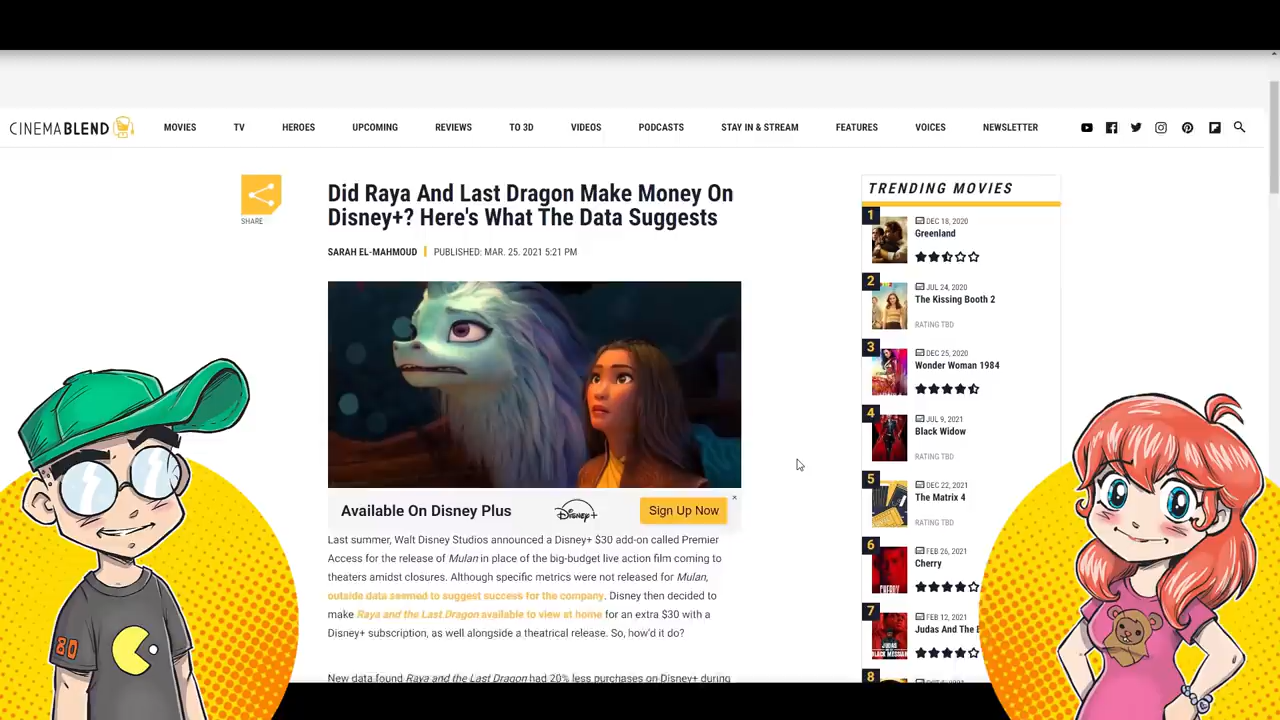 CINEMABLEND
MOVIES TV HEROES UPCOMING REVIEWS TO 3D VIDEOS PODCASTS STAY IN & STREAM FEATURES VOICES NEWSLETTER
SHARE
Did Raya And Last Dragon Make Money On
Disney+? Here's What The Data Suggests
SARAH EL-MAHMOUD PUBLISHED: MAR. 25. 2021 5:21 PM
Available On Disney Plus
Disney+
Sign Up Now
×
Last summer, Walt Disney Studios announced a Disney+ $30 add-on called Premier
Access for the release of Mulan in place of the big-budget live action film coming to
theaters amidst closures. Although specific metrics were not released for Mulan,
outside data seemed to suggest success for the company. Disney then decided to
make Raya and the Last Dragon available to view at home for an extra $30 with a
Disney+ subscription, as well alongside a theatrical release. So, how'd it do?
New data found Raya and the Last Dragon had 20% less purchases on Disney+ during
TRENDING MOVIES
1
DEC 18, 2020
Greenland
2
JUL 24, 2020
The Kissing Booth 2
RATING TBD
3
DEC 25, 2020
Wonder Woman 1984
4
JUL 9, 2021
Black Widow
RATING TBD
5
DEC 22, 2021
The Matrix 4
RATING TBD
6
FEB 26, 2021
Cherry
7
FEB 12, 2021
Judas And The
8
80